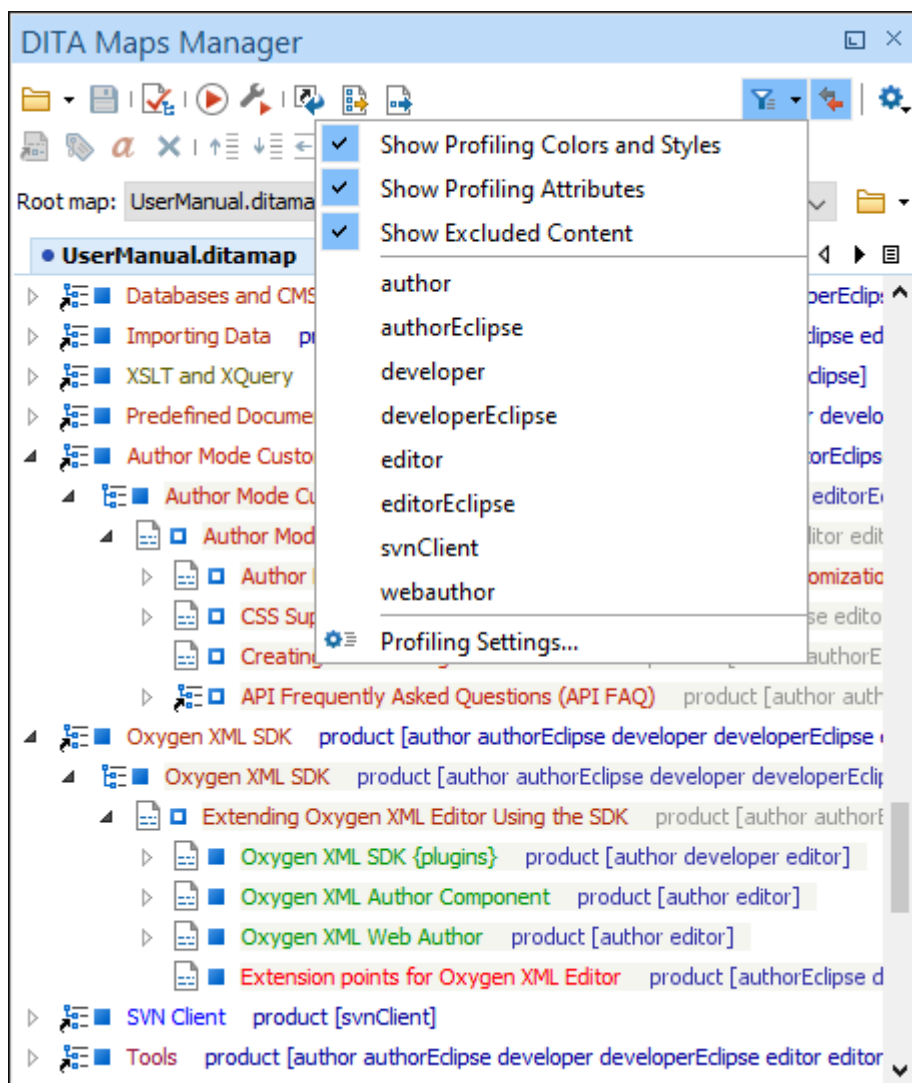 DITA Maps Manager
Show Profiling Colors and Styles
Show Profiling Attributes
Root map: UserManual.ditama
Show Excluded Content
UserManual.ditamap
author
Databases and CMS
authorEclipse
Importing Data
lipse ed
developer
XSLT and XQuery
developerEclipse
Predefined Docume
r develo
editor
Author Mode Custo
editorEclipse
Author Mode Cu
editorE
svnClient
Author Mod
litor edit
webauthor
Author
omizatio
CSS Sup
se edito
Profiling Settings...
Creating
authorE
API Frequently Asked Questions (API FAQ) product [author auth
Oxygen XML SDK product [author authorEclipse developer developerEclipse
Oxygen XML SDK product [author authorEclipse developer developerEclip
Extending Oxygen XML Editor Using the SDK product [author authorE
Oxygen XML SDK {plugins} product [author developer editor]
Oxygen XML Author Component product [author editor]
Oxygen XML Web Author product [author editor]
Extension points for Oxygen XML Editor product [authorEclipse d
SVN Client product [svnClient]
Tools product [author authorEclipse developer developerEclipse editor editor